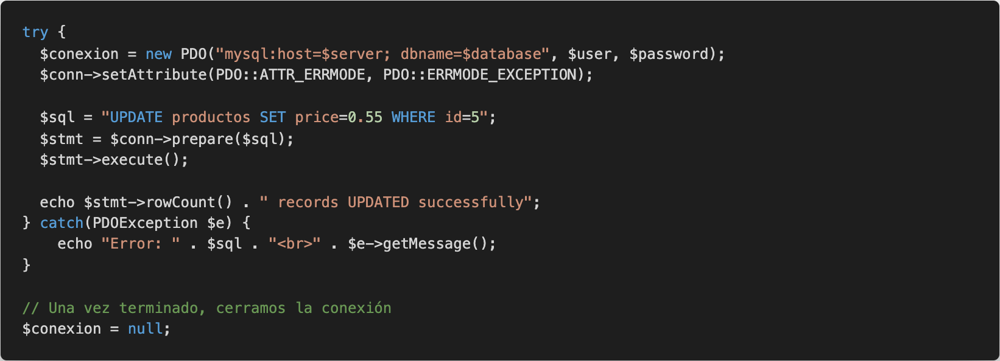 try {
  $conexion = new PDO("mysql:host=$server; dbname=$database", $user, $password);
  $conn->setAttribute(PDO::ATTR_ERRMODE, PDO::ERRMODE_EXCEPTION);

  $sql = "UPDATE productos SET price=0.55 WHERE id=5";
  $stmt = $conn->prepare($sql);
  $stmt->execute();

  echo $stmt->rowCount() . " records UPDATED successfully";
} catch(PDOException $e) {
    echo "Error: " . $sql . "<br>" . $e->getMessage();
}

// Una vez terminado, cerramos la conexión
$conexion = null;